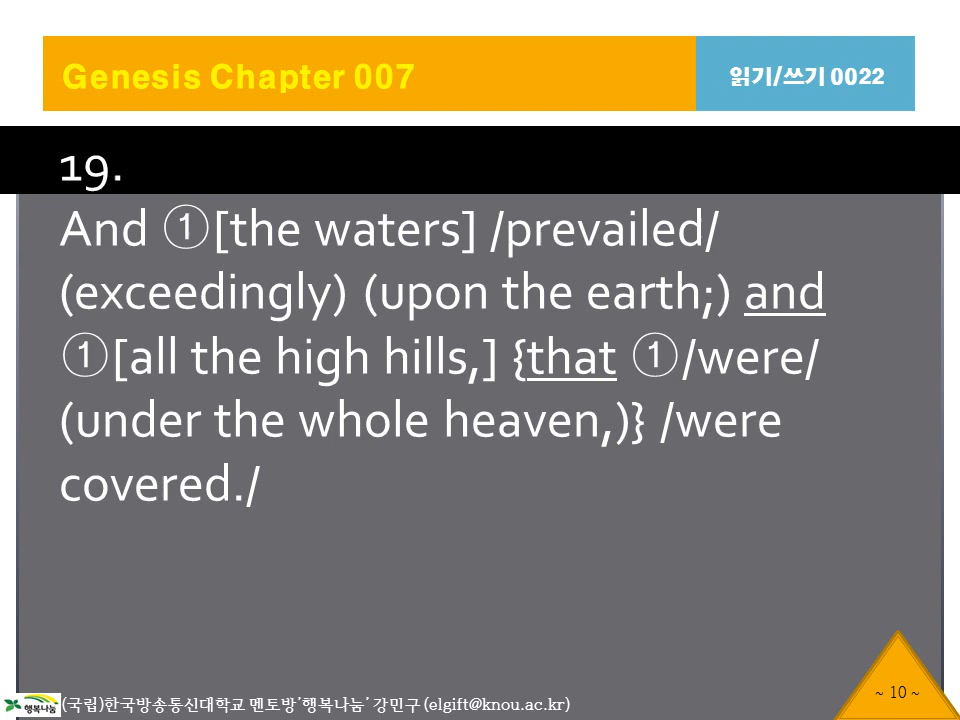 Genesis Chapter 007
읽기/쓰기 0022
19.
And ①[the waters] /prevailed/
(exceedingly) (upon the earth;) and
①[all the high hills,] {that ①/were/
(under the whole heaven,)} /were
covered./
~ 10 ~
행복나눔
(국립)한국방송통신대학교 멘토방'행복나눔' 강민구 (elgift@knou.ac.kr)